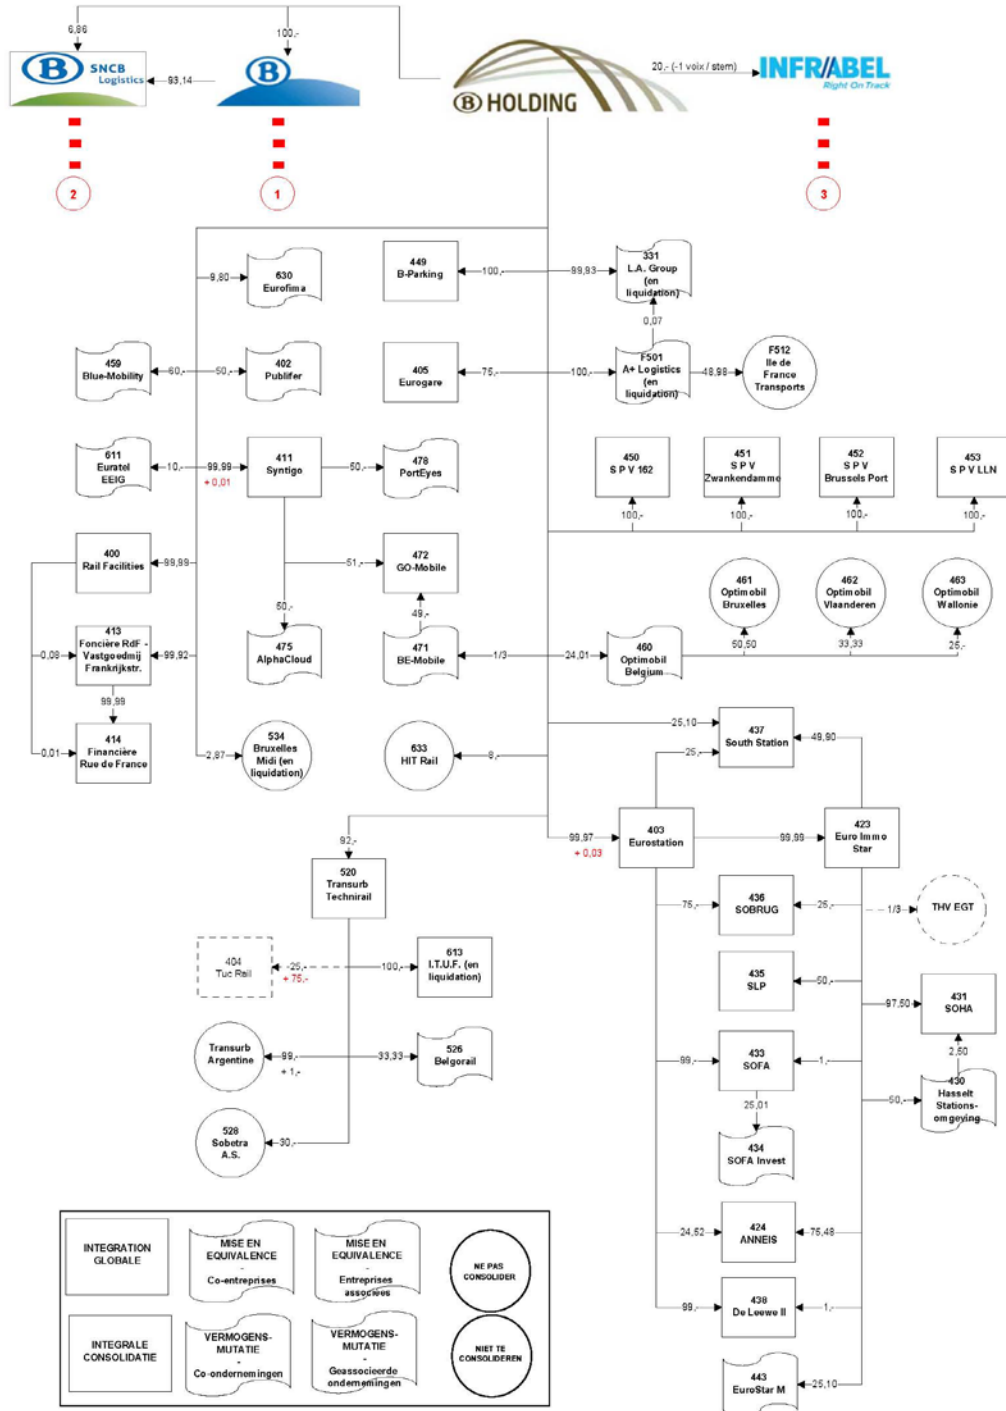 6,86
100,-
B SNCB
Logistics
93,14
B
B HOLDING
20,- (-1 voix / stem)
INFRABEL
Right On Track
2
1
3
9,80
630
Eurofima
449
B-Parking
100,-
99,93
331
L.A. Group
(en
liquidation)
0,07
459
Blue-Mobility
60,-
50,-
402
Publifer
405
Eurogare
75,-
100,-
F501
A+ Logistics
(en
liquidation)
48,98
F512
Ile de
France
Transports
611
Euratel
EEIG
10,-
99,99
+ 0,01
411
Syntigo
50,-
478
PortEyes
450
S P V 162
451
S P V
Zwankendamme
452
S P V
Brussels Port
453
S P V LLN
100,-
100,-
100,-
100,-
400
Rail Facilities
99,99
51,-
472
GO-Mobile
49,-
461
Optimobil
Bruxelles
462
Optimobil
Vlaanderen
463
Optimobil
Wallonie
50,50
33,33
25,-
0,08
413
Foncière RdF -
Vastgoedmij
Frankrijkstr.
99,92
50,-
475
AlphaCloud
471
BE-Mobile
1/3
24,01
460
Optimobil
Belgium
99,99
0,01
414
Financière
Rue de France
2,87
534
Bruxelles
Midi (en
liquidation)
633
HIT Rail
8,-
25,10
25,-
437
South Station
49,90
99,97
+ 0,03
403
Eurostation
99,99
423
Euro Immo
Star
92,-
520
Transurb
Technirail
75,-
436
SOBRUG
25,-
1/3
THV EGT
404
Tuc Rail
25,-
+ 75,-
100,-
613
I.T.U.F. (en
liquidation)
435
SLP
50,-
97,50
431
SOHA
2,50
Transurb
Argentine
99,-
+ 1,-
33,33
526
Belgorail
99,-
433
SOFA
1,-
25,01
50,-
430
Hasselt
Stations-
omgeving
528
Sobetra
A.S.
30,-
434
SOFA Invest
24,52
424
ANNEIS
75,48
99,-
438
De Leewe II
1,-
443
EuroStar M
25,10
INTEGRATION
GLOBALE
MISE EN
EQUIVALENCE
-
Co-entreprises
MISE EN
EQUIVALENCE
-
Entreprises
associées
NE PAS
CONSOLIDER
INTEGRALE
CONSOLIDATIE
VERMOGENS-
MUTATIE
-
Co-ondernemingen
VERMOGENS-
MUTATIE
-
Geassocieerde
ondernemingen
NIET TE
CONSOLIDEREN